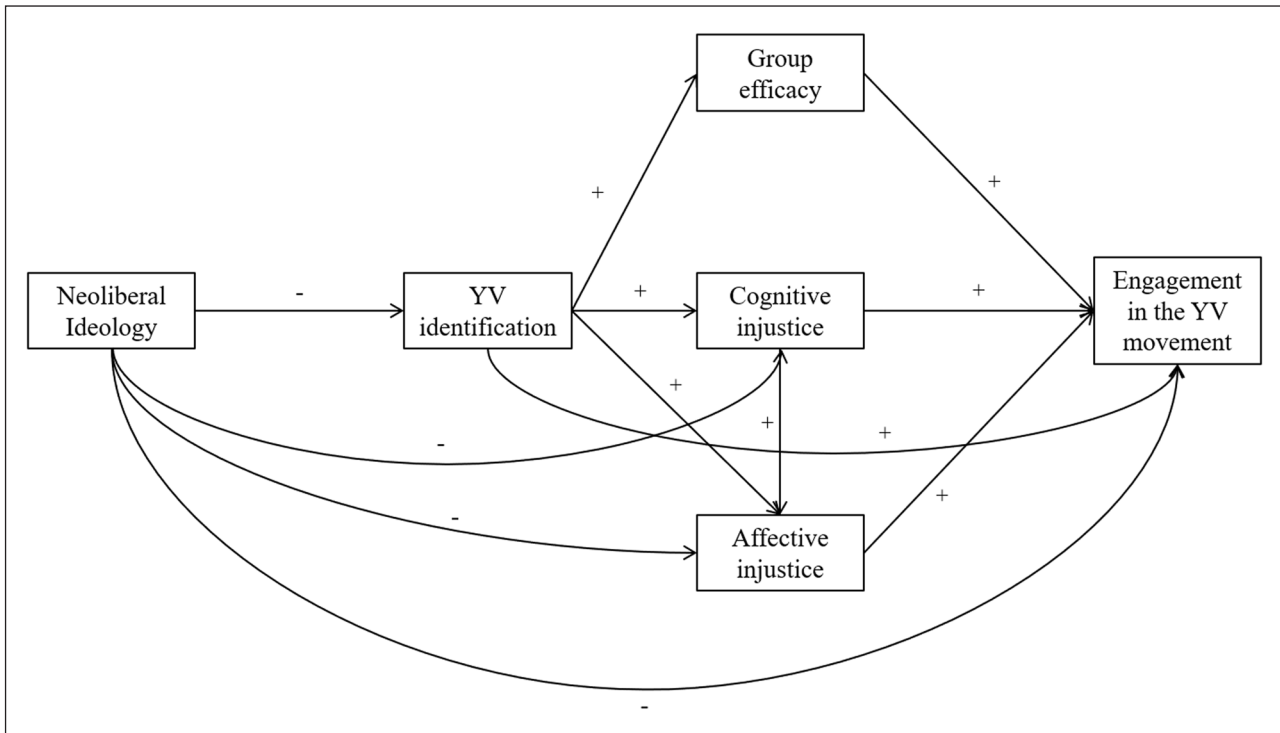 Group
efficacy
+
+
Neoliberal
Ideology
-
YV
identification
+
Cognitive
injustice
+
Engagement
in the YV
movement
+
+
+
-
+
-
Affective
injustice
-